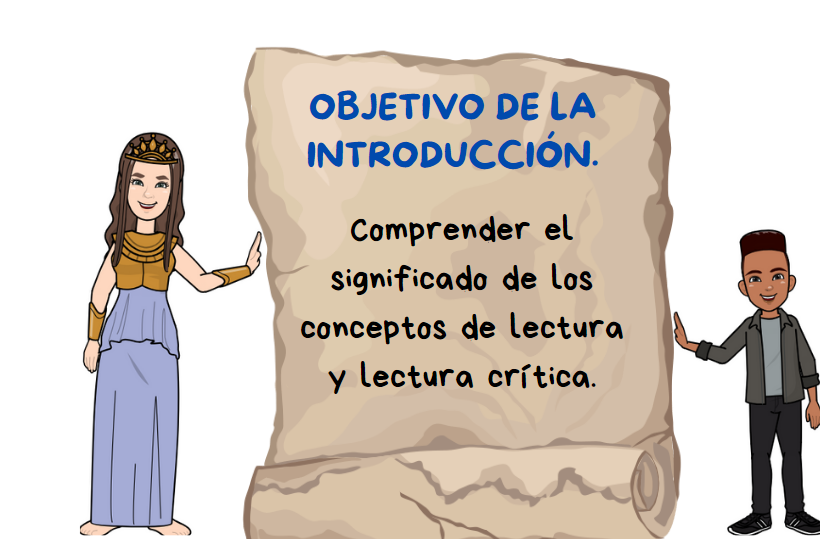 OBJETIVO DE LA
INTRODUCCIÓN.
Comprender el
significado de los
conceptos de lectura
y lectura crítica.